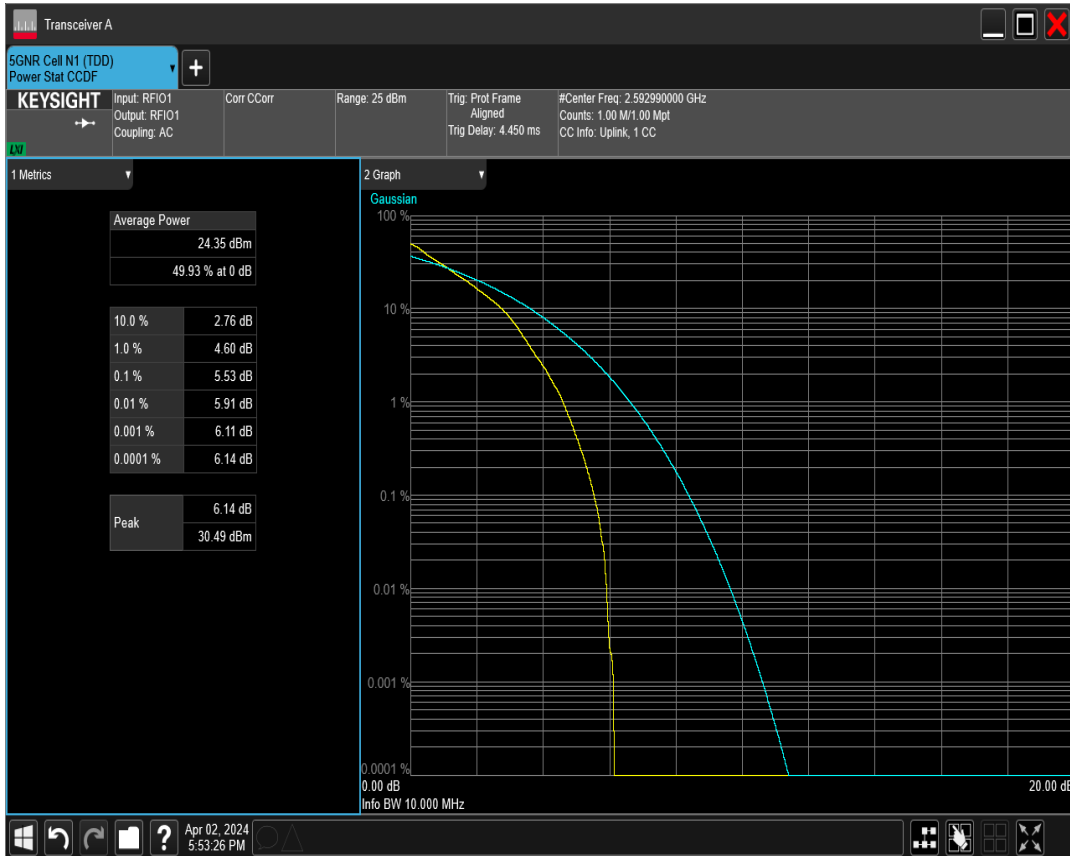 Transceiver A
5GNR Cell N1 (TDD)
Power Stat CCDF
KEYSIGHT
LXI
Input: RFIO1
Output: RFIO1
Coupling: AC
Corr CCorr
Range: 25 dBm
Trig: Prot Frame
Aligned
Trig Delay: 4.450 ms
#Center Freq: 2.592990000 GHz
Counts: 1.00 M/1.00 Mpt
CC Info: Uplink, 1 CC
1 Metrics
Average Power
24.35 dBm
49.93 % at 0 dB
10.0 % 2.76 dB
1.0 % 4.60 dB
0.1 % 5.53 dB
0.01 % 5.91 dB
0.001 % 6.11 dB
0.0001 % 6.14 dB
Peak
6.14 dB
30.49 dBm
2 Graph
Gaussian
100 %
10 %
1 %
0.1 %
0.01 %
0.001 %
0.0001 %
0.00 dB
20.00 dB
Info BW 10.000 MHz
Apr 02, 2024
5:53:26 PM